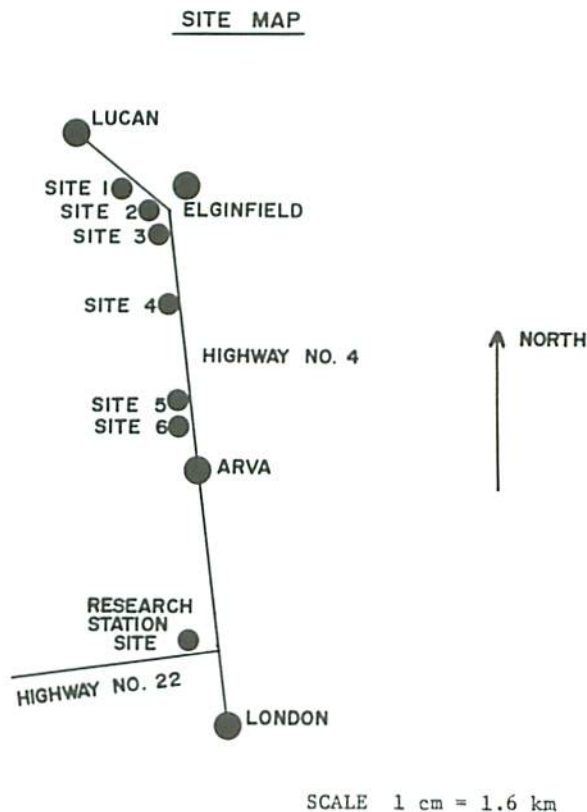 SITE MAP
LUCAN
SITE 1
ELGINFIELD
SITE 2
SITE 3
SITE 4
NORTH
HIGHWAY NO. 4
SITE 5
SITE 6
ARVA
RESEARCH
STATION
SITE
HIGHWAY NO. 22
LONDON
SCALE 1 cm = 1.6 km